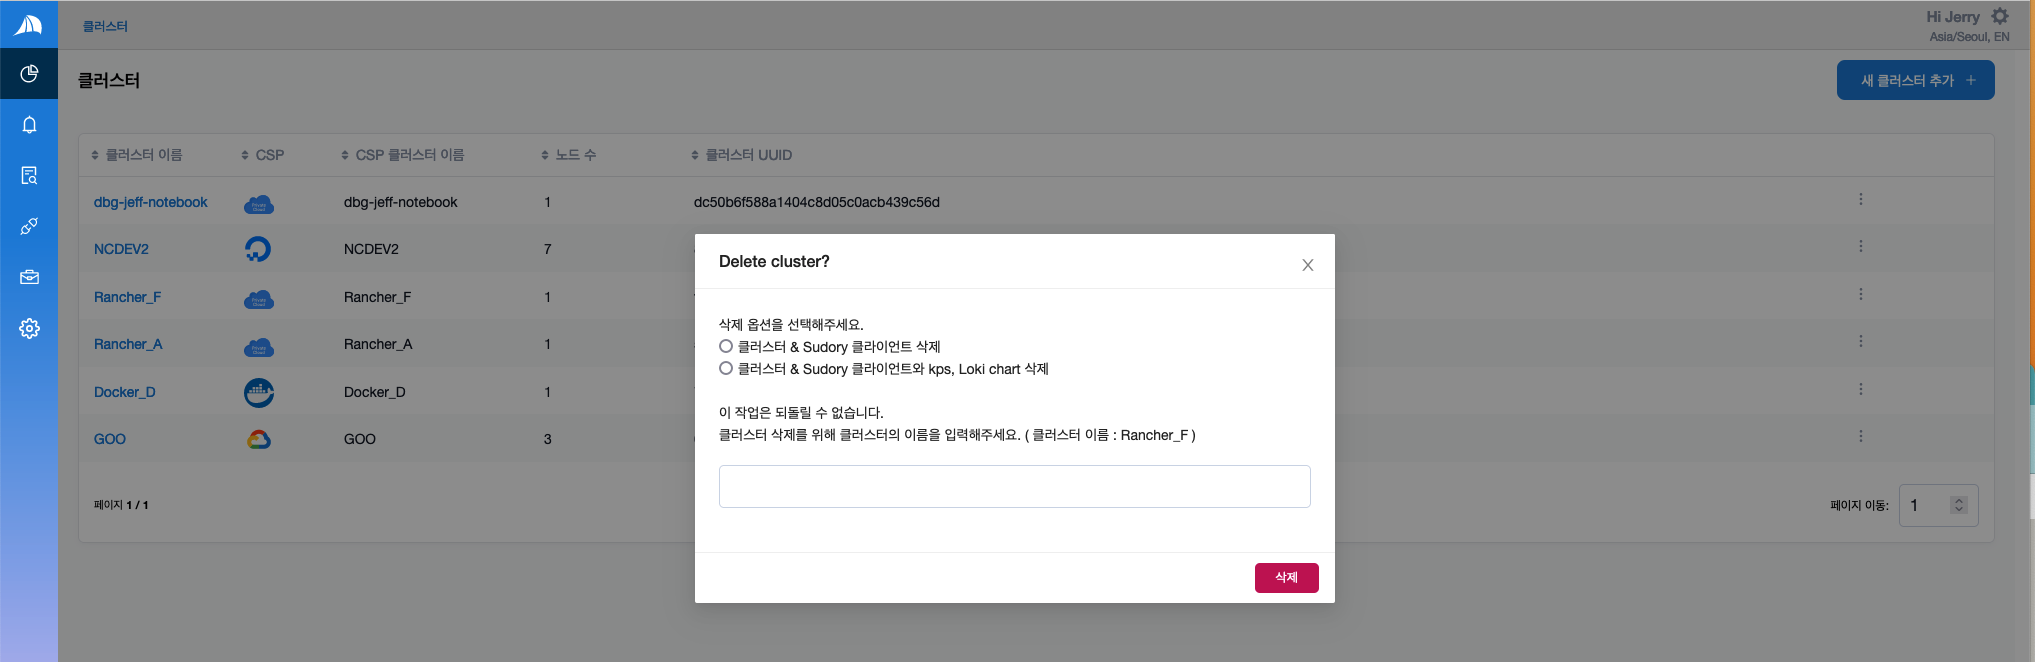 클러스터
Hi Jerry
Asia/Seoul, EN
클러스터
새 클러스터 추가 +
클러스터 이름 CSP CSP 클러스터 이름 노드 수 클러스터 UUID
dbg-jeff-notebook dbg-jeff-notebook 1 dc50b6f588a1404c8d05c0acb439c56d
NCDEV2 NCDEV2 7
Rancher_F Rancher_F 1
Rancher_A Rancher_A 1
Docker_D Docker_D 1
GOO GOO 3
페이지 1 / 1
페이지 이동: 1
Delete cluster?
삭제 옵션을 선택해주세요.
클러스터 & Sudory 클라이언트 삭제
클러스터 & Sudory 클라이언트와 kps, Loki chart 삭제
이 작업은 되돌릴 수 없습니다.
클러스터 삭제를 위해 클러스터의 이름을 입력해주세요. ( 클러스터 이름 : Rancher_F )
삭제